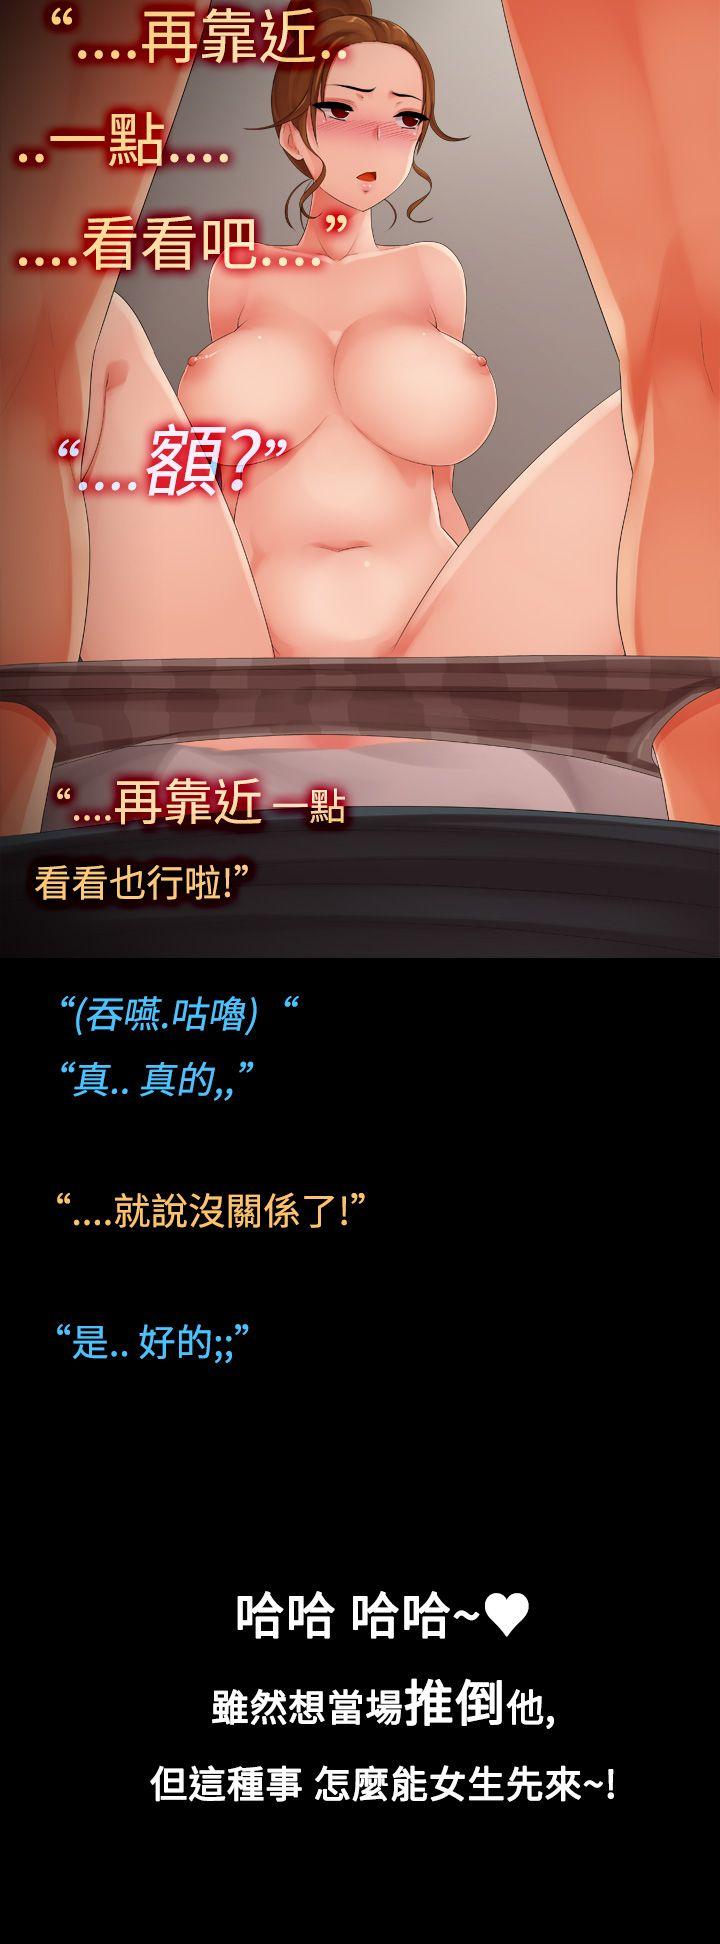 “....再靠近..
..一點....
....看看吧....”
“....額?”
“....再靠近 一點
看看也行啦!”
“(吞嚥.咕嚕) “
“真.. 真的,,”
“....就說沒關係了!”
“是.. 好的;;”
哈哈 哈哈~♥
雖然想當場推倒他,
但這種事 怎麼能女生先來~!